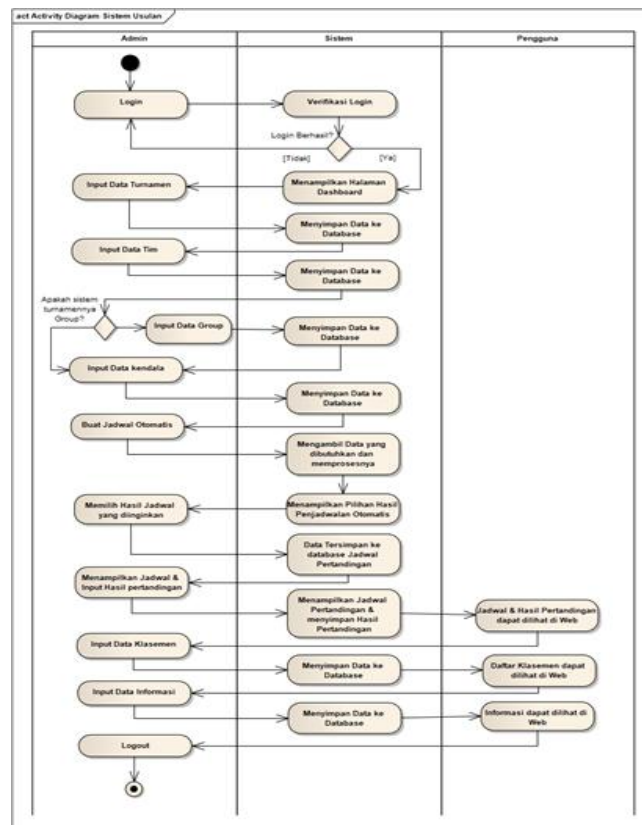 act Activity Diagram Sistem Usulan
Admin
Sistem
Pengguna
Login
Verifikasi Login
Login Berhasil?
[Tidak]
[Ya]
Input Data Turnamen
Menampilkan Halaman
Dashboard
Menyimpan Data ke
Database
Input Data Tim
Menyimpan Data ke
Database
Apakah sistem
turnamennya
Group?
Input Data Group
Menyimpan Data ke
Database
Input Data kendala
Menyimpan Data ke
Database
Buat Jadwal Otomatis
Mengambil Data yang
dibutuhkan dan
memprosesnya
Memilih Hasil Jadwal
yang diinginkan
Menampilkan Pilihan Hasil
Penjadwalan Otomatis
Data Tersimpan ke
database Jadwal
Pertandingan
Menampilkan Jadwal &
Input Hasil pertandingan
Menampilkan Jadwal
Pertandingan &
menyimpan Hasil
Pertandingan
Jadwal & Hasil Pertandingan
dapat dilihat di Web
Input Data Klasemen
Menyimpan Data ke
Database
Daftar Klasemen dapat
dilihat di Web
Input Data Informasi
Menyimpan Data ke
Database
Informasi dapat dilihat di
Web
Logout